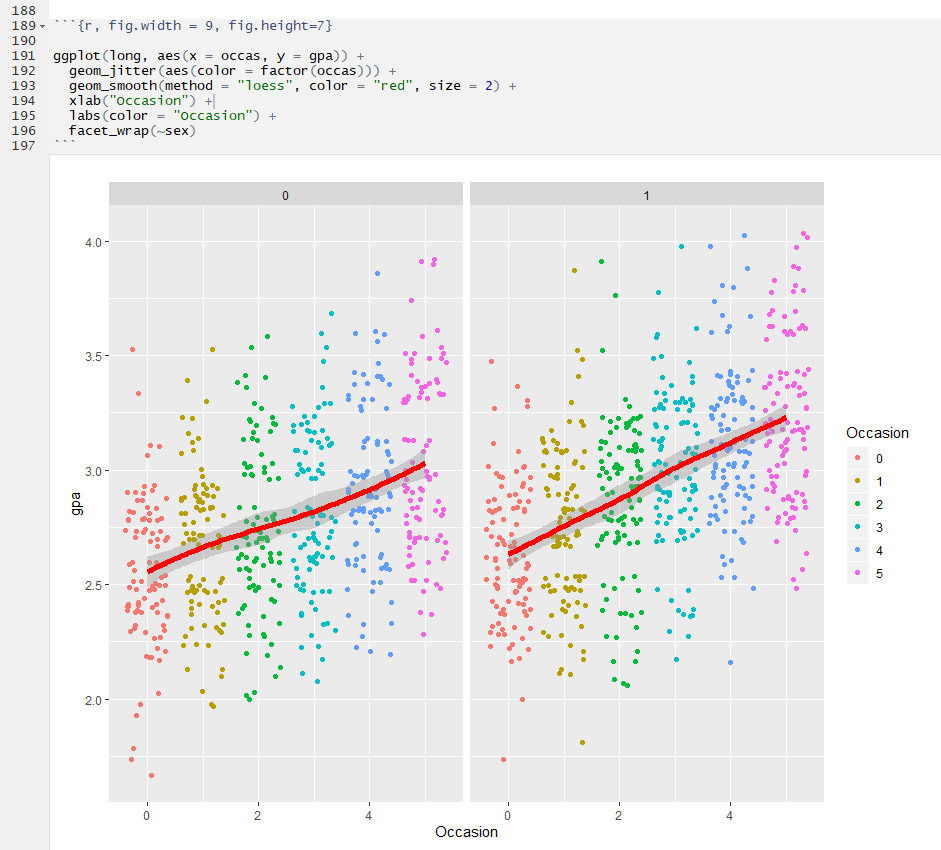 188
189 ```{r, fig.width = 9, fig.height=7}
190
191 ggplot(long, aes(x = occas, y = gpa)) +
192   geom_jitter(aes(color = factor(occas))) +
193   geom_smooth(method = "loess", color = "red", size = 2) +
194   xlab("Occasion") +
195   labs(color = "Occasion") +
196   facet_wrap(~sex)
197 ```
0 1
4.0
3.5
3.0
2.5
2.0
gpa
0 2 4 0 2 4
Occasion
Occasion
0
1
2
3
4
5